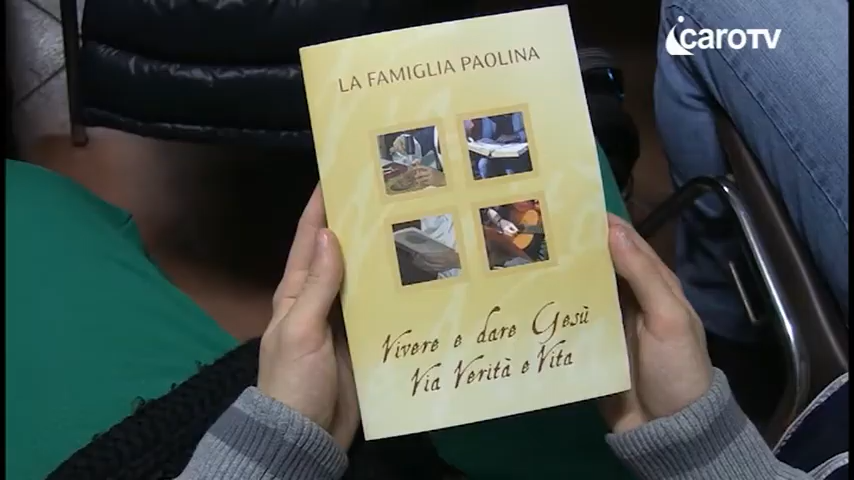 icaroTV
LA FAMIGLIA PAOLINA
Vivere e dare Gesù
Via Verità e Vita